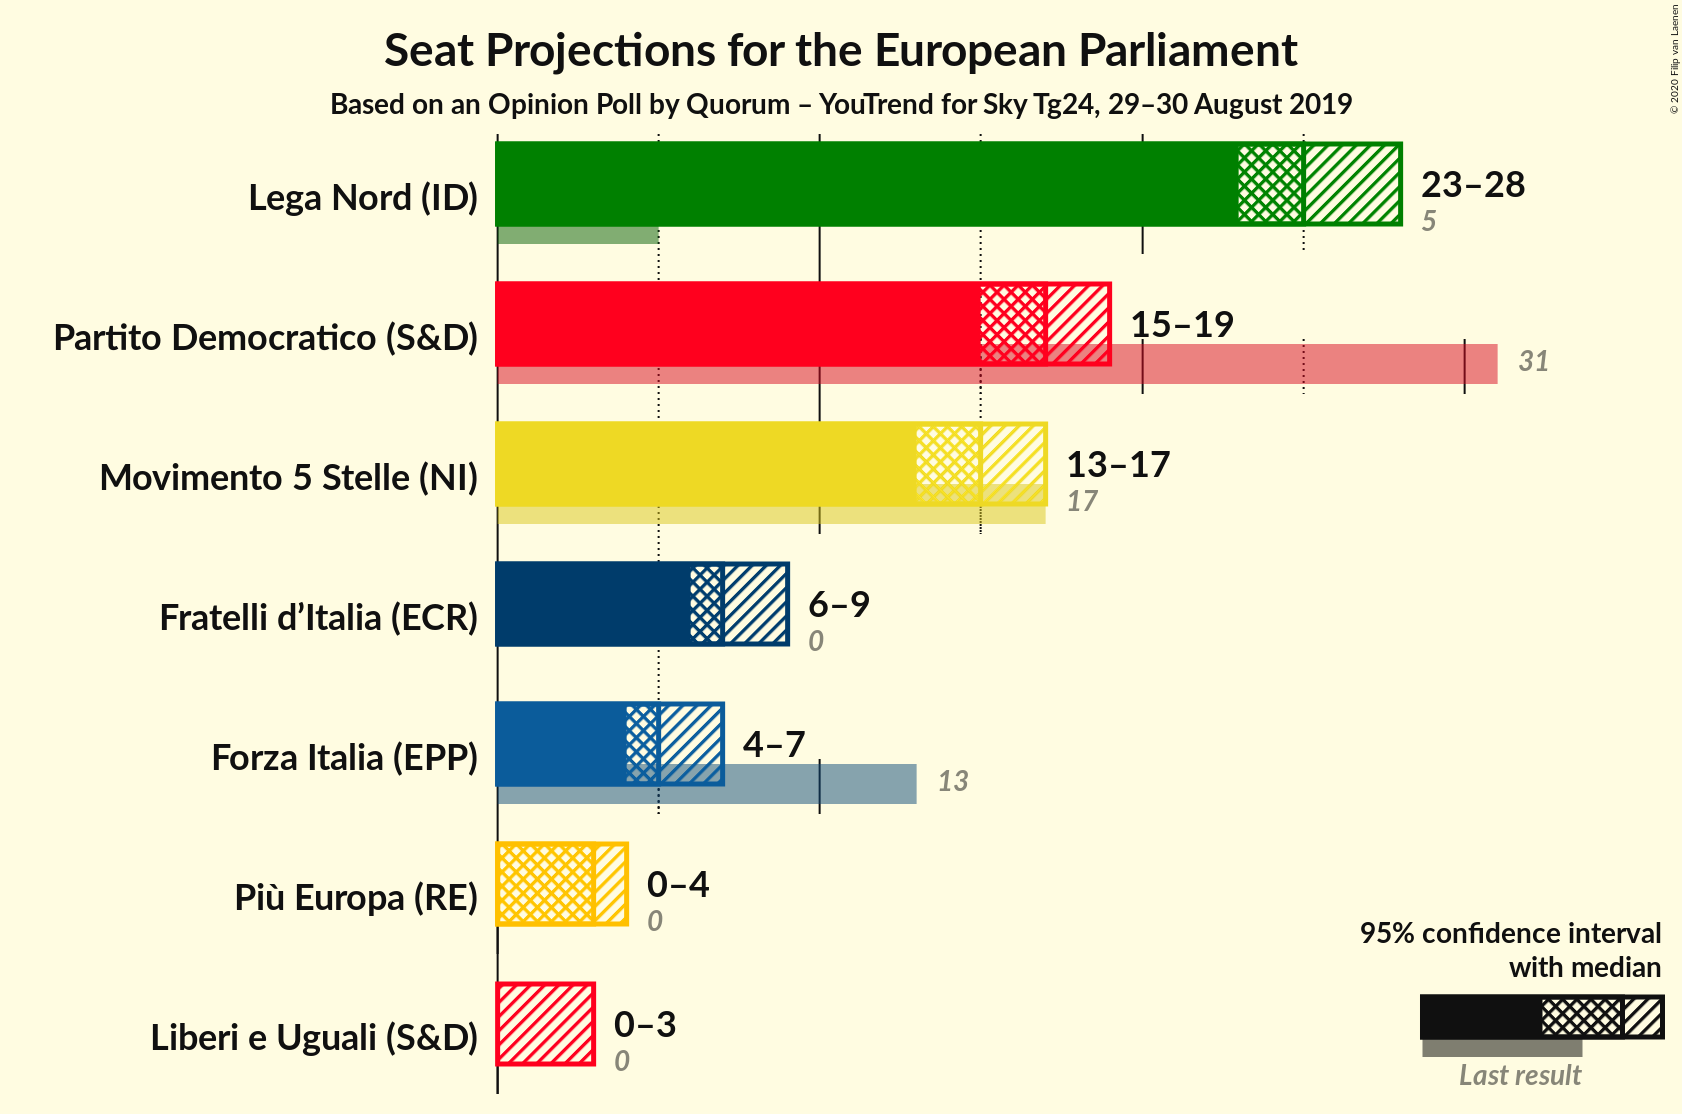 Seat Projections for the European Parliament
Based on an Opinion Poll by Quorum – YouTrend for Sky Tg24, 29–30 August 2019
© 2020 Filip van Laenen
Lega Nord (ID)
23–28
5
Partito Democratico (S&D)
15–19
31
Movimento 5 Stelle (NI)
13–17
17
Fratelli d’Italia (ECR)
6–9
0
Forza Italia (EPP)
4–7
13
Più Europa (RE)
0–4
0
Liberi e Uguali (S&D)
0–3
0
95% confidence interval
with median
Last result